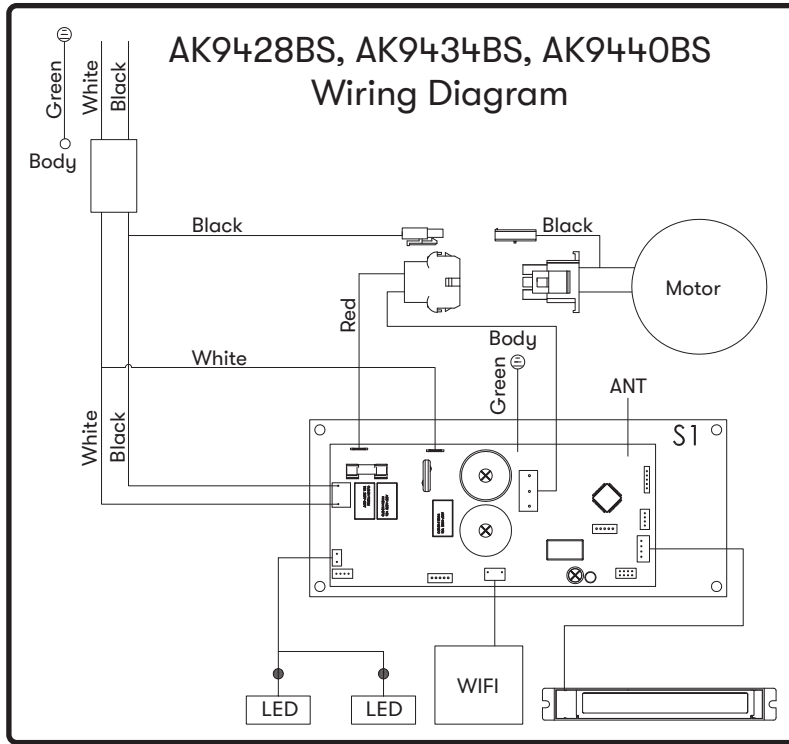 AK9428BS, AK9434BS, AK9440BS
Wiring Diagram
Green
White
Black
Body
Black
Black
Motor
Red
White
Body
Green
ANT
White
Black
S1
LED
LED
WIFI